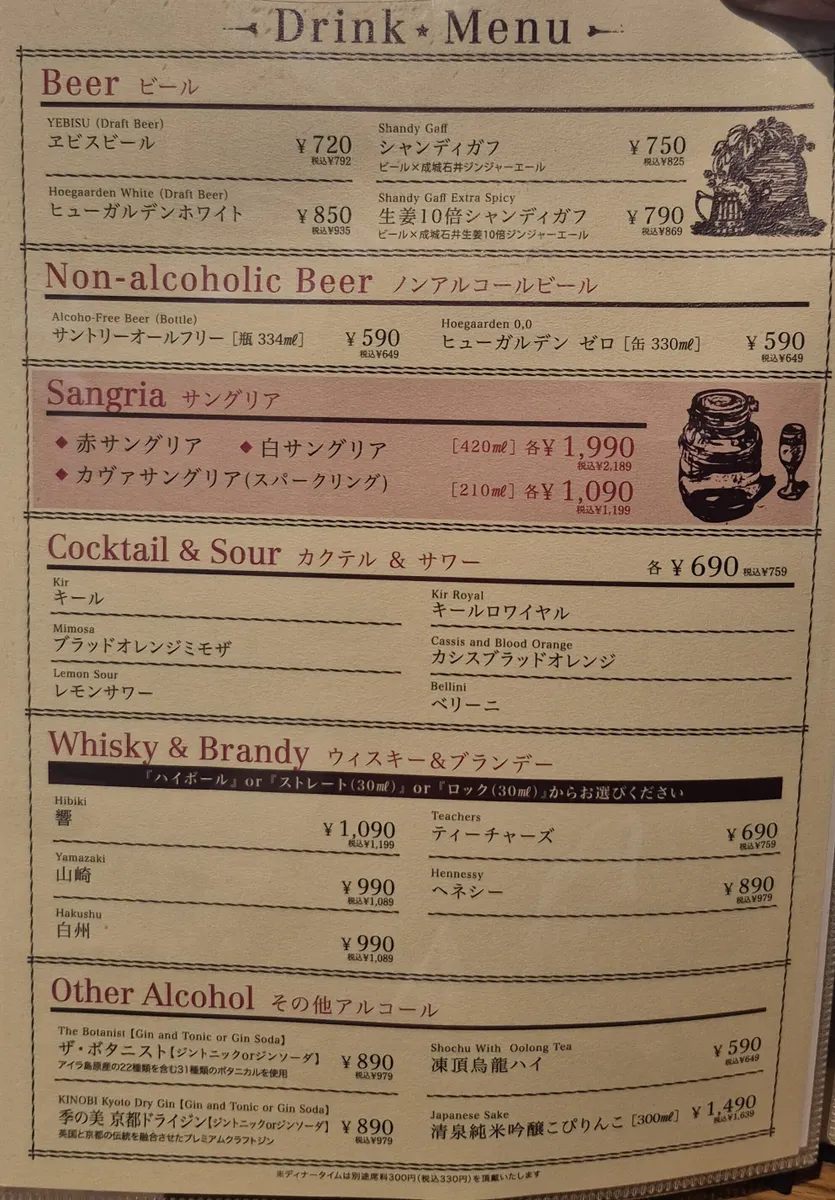 Drink ★ Menu
Beer ビール
YEBISU (Draft Beer)
ヱビスビール
¥720
税込¥792
Shandy Gaff
シャンディガフ
ビール×成城石井ジンジャーエール
¥750
税込¥825
Hoegaarden White (Draft Beer)
ヒューガルデンホワイト
¥850
税込¥935
Shandy Gaff Extra Spicy
生姜10倍シャンディガフ
ビール×成城石井生姜10倍ジンジャーエール
¥790
税込¥869
Non-alcoholic Beer ノンアルコールビール
Alcoho-Free Beer (Bottle)
サントリーオールフリー [瓶 334㎖]
¥590
税込¥649
Hoegaarden 0,0
ヒューガルデン ゼロ [缶 330㎖]
¥590
税込¥649
Sangria サングリア
◆ 赤サングリア ◆ 白サングリア
◆ カヴァサングリア(スパークリング)
[420㎖] 各¥1,990
税込¥2,189
[210㎖] 各¥1,090
税込¥1,199
Cocktail & Sour カクテル & サワー 各 ¥690 税込¥759
Kir
キール
Kir Royal
キールロワイヤル
Mimosa
ブラッドオレンジミモザ
Cassis and Blood Orange
カシスブラッドオレンジ
Lemon Sour
レモンサワー
Bellini
ベリーニ
Whisky & Brandy ウィスキー&ブランデー
『ハイボール』or『ストレート(30㎖)』or『ロック(30㎖)』からお選びください
Hibiki
響
¥1,090
税込¥1,199
Teachers
ティーチャーズ
¥690
税込¥759
Yamazaki
山崎
¥990
税込¥1,089
Hennessy
ヘネシー
¥890
税込¥979
Hakushu
白州
¥990
税込¥1,089
Other Alcohol その他アルコール
The Botanist【Gin and Tonic or Gin Soda】
ザ・ボタニスト【ジントニックorジンソーダ】
アイラ島原産の22種類を含む31種類のボタニカルを使用
¥890
税込¥979
Shochu With Oolong Tea
凍頂烏龍ハイ
¥590
税込¥649
KINOBI Kyoto Dry Gin【Gin and Tonic or Gin Soda】
季の美 京都ドライジン【ジントニックorジンソーダ】
英国と京都の伝統を融合させたプレミアムクラフトジン
¥890
税込¥979
Japanese Sake
清泉純米吟醸こぴりんこ [300㎖]
¥1,490
税込¥1,639
※ディナータイムは別途席料300円(税込330円)を頂戴いたします